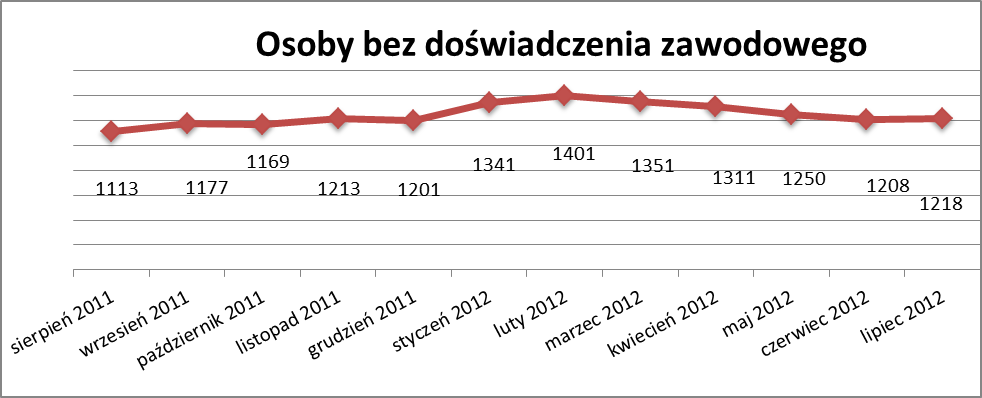 Osoby bez doświadczenia zawodowego
1113
1177
1169
1213
1201
1341
1401
1351
1311
1250
1208
1218
sierpień 2011
wrzesień 2011
październik 2011
listopad 2011
grudzień 2011
styczeń 2012
luty 2012
marzec 2012
kwiecień 2012
maj 2012
czerwiec 2012
lipiec 2012